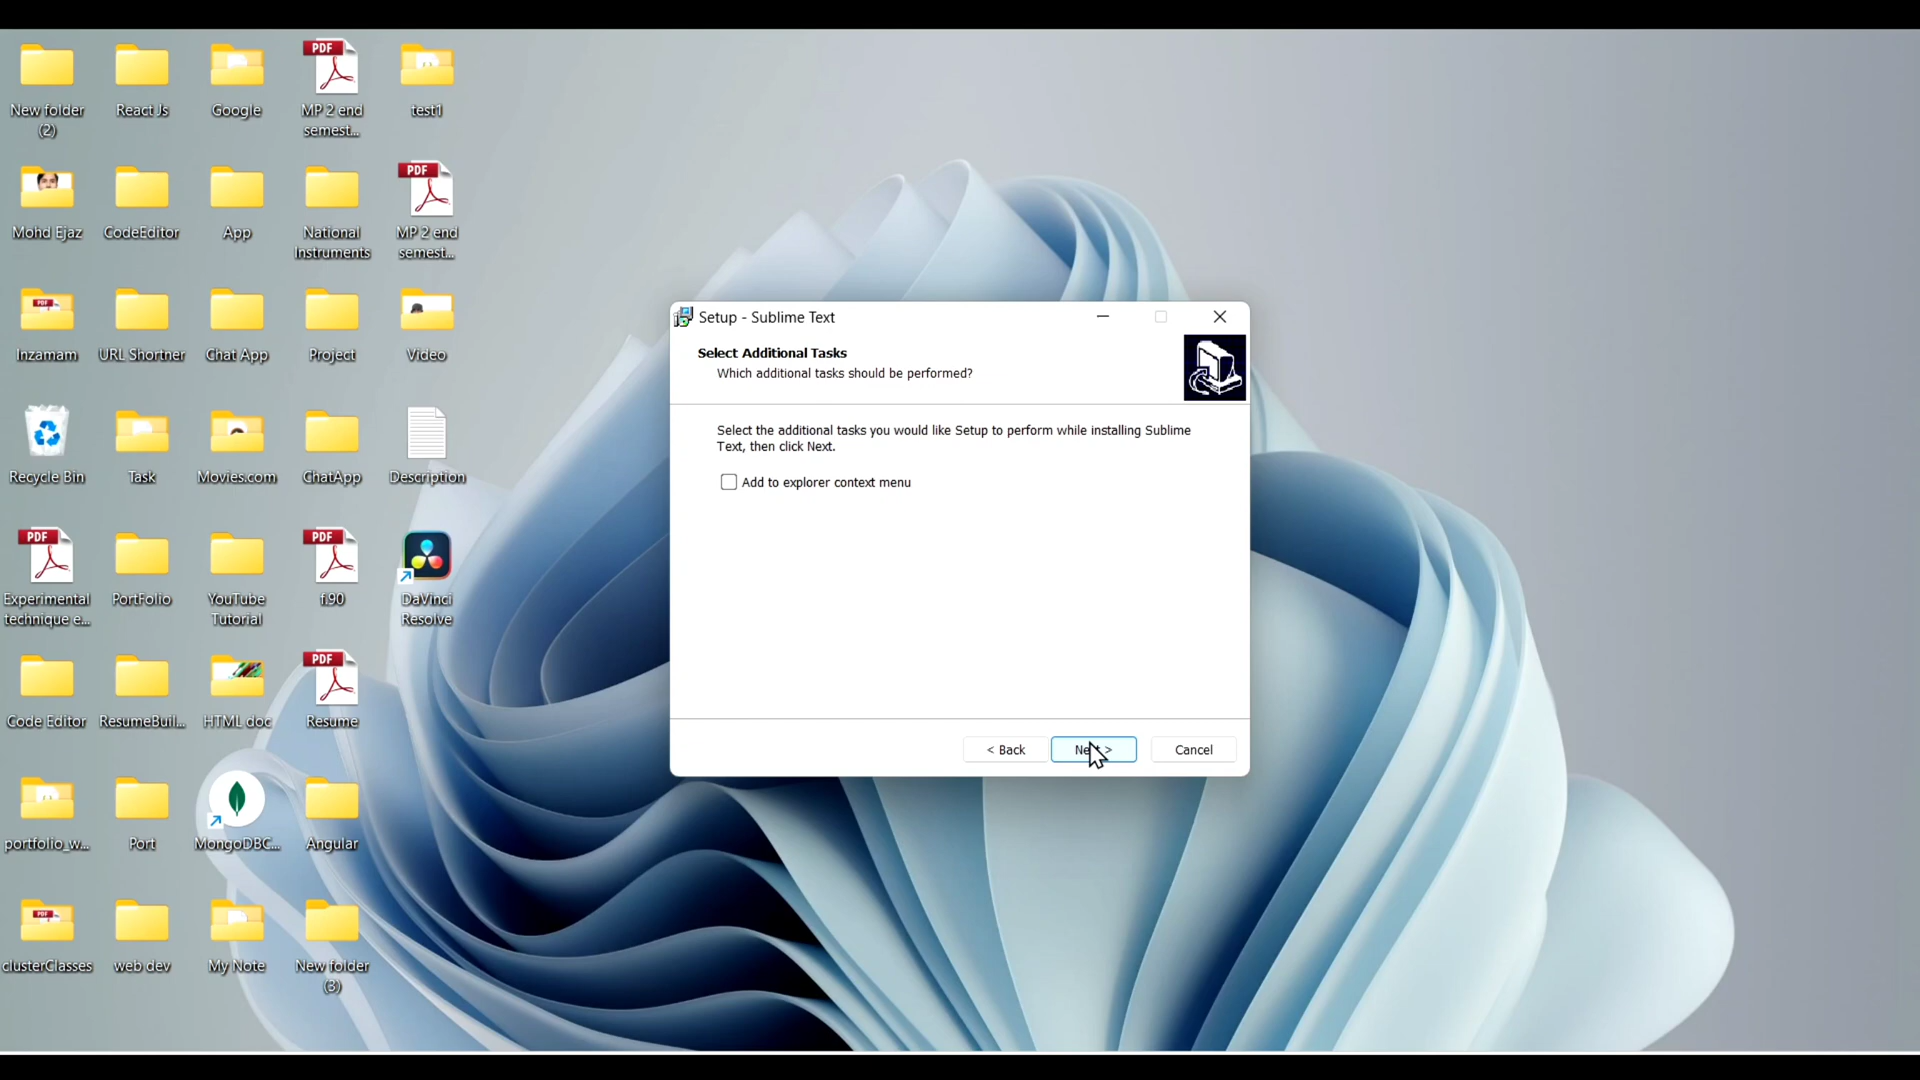 New folder
(2)
React Js
Google
PDF
MP 2 end
semest...
test1
Mohd Ejaz
CodeEditor
App
National
Instruments
PDF
MP 2 end
semest...
Inzamam
URL Shortner
Chat App
Project
Video
Recycle Bin
Task
Movies.com
ChatApp
Description
PDF
Experimental
technique e...
PortFolio
YouTube
Tutorial
PDF
f.90
DaVinci
Resolve
Code Editor
ResumeBuil...
HTML doc
PDF
Resume
portfolio_w...
Port
MongoDBC...
Angular
PDF
clusterClasses
web dev
My Note
New folder
(3)
Setup - Sublime Text
Select Additional Tasks
Which additional tasks should be performed?
Select the additional tasks you would like Setup to perform while installing Sublime
Text, then click Next.
Add to explorer context menu
< Back
Next >
Cancel